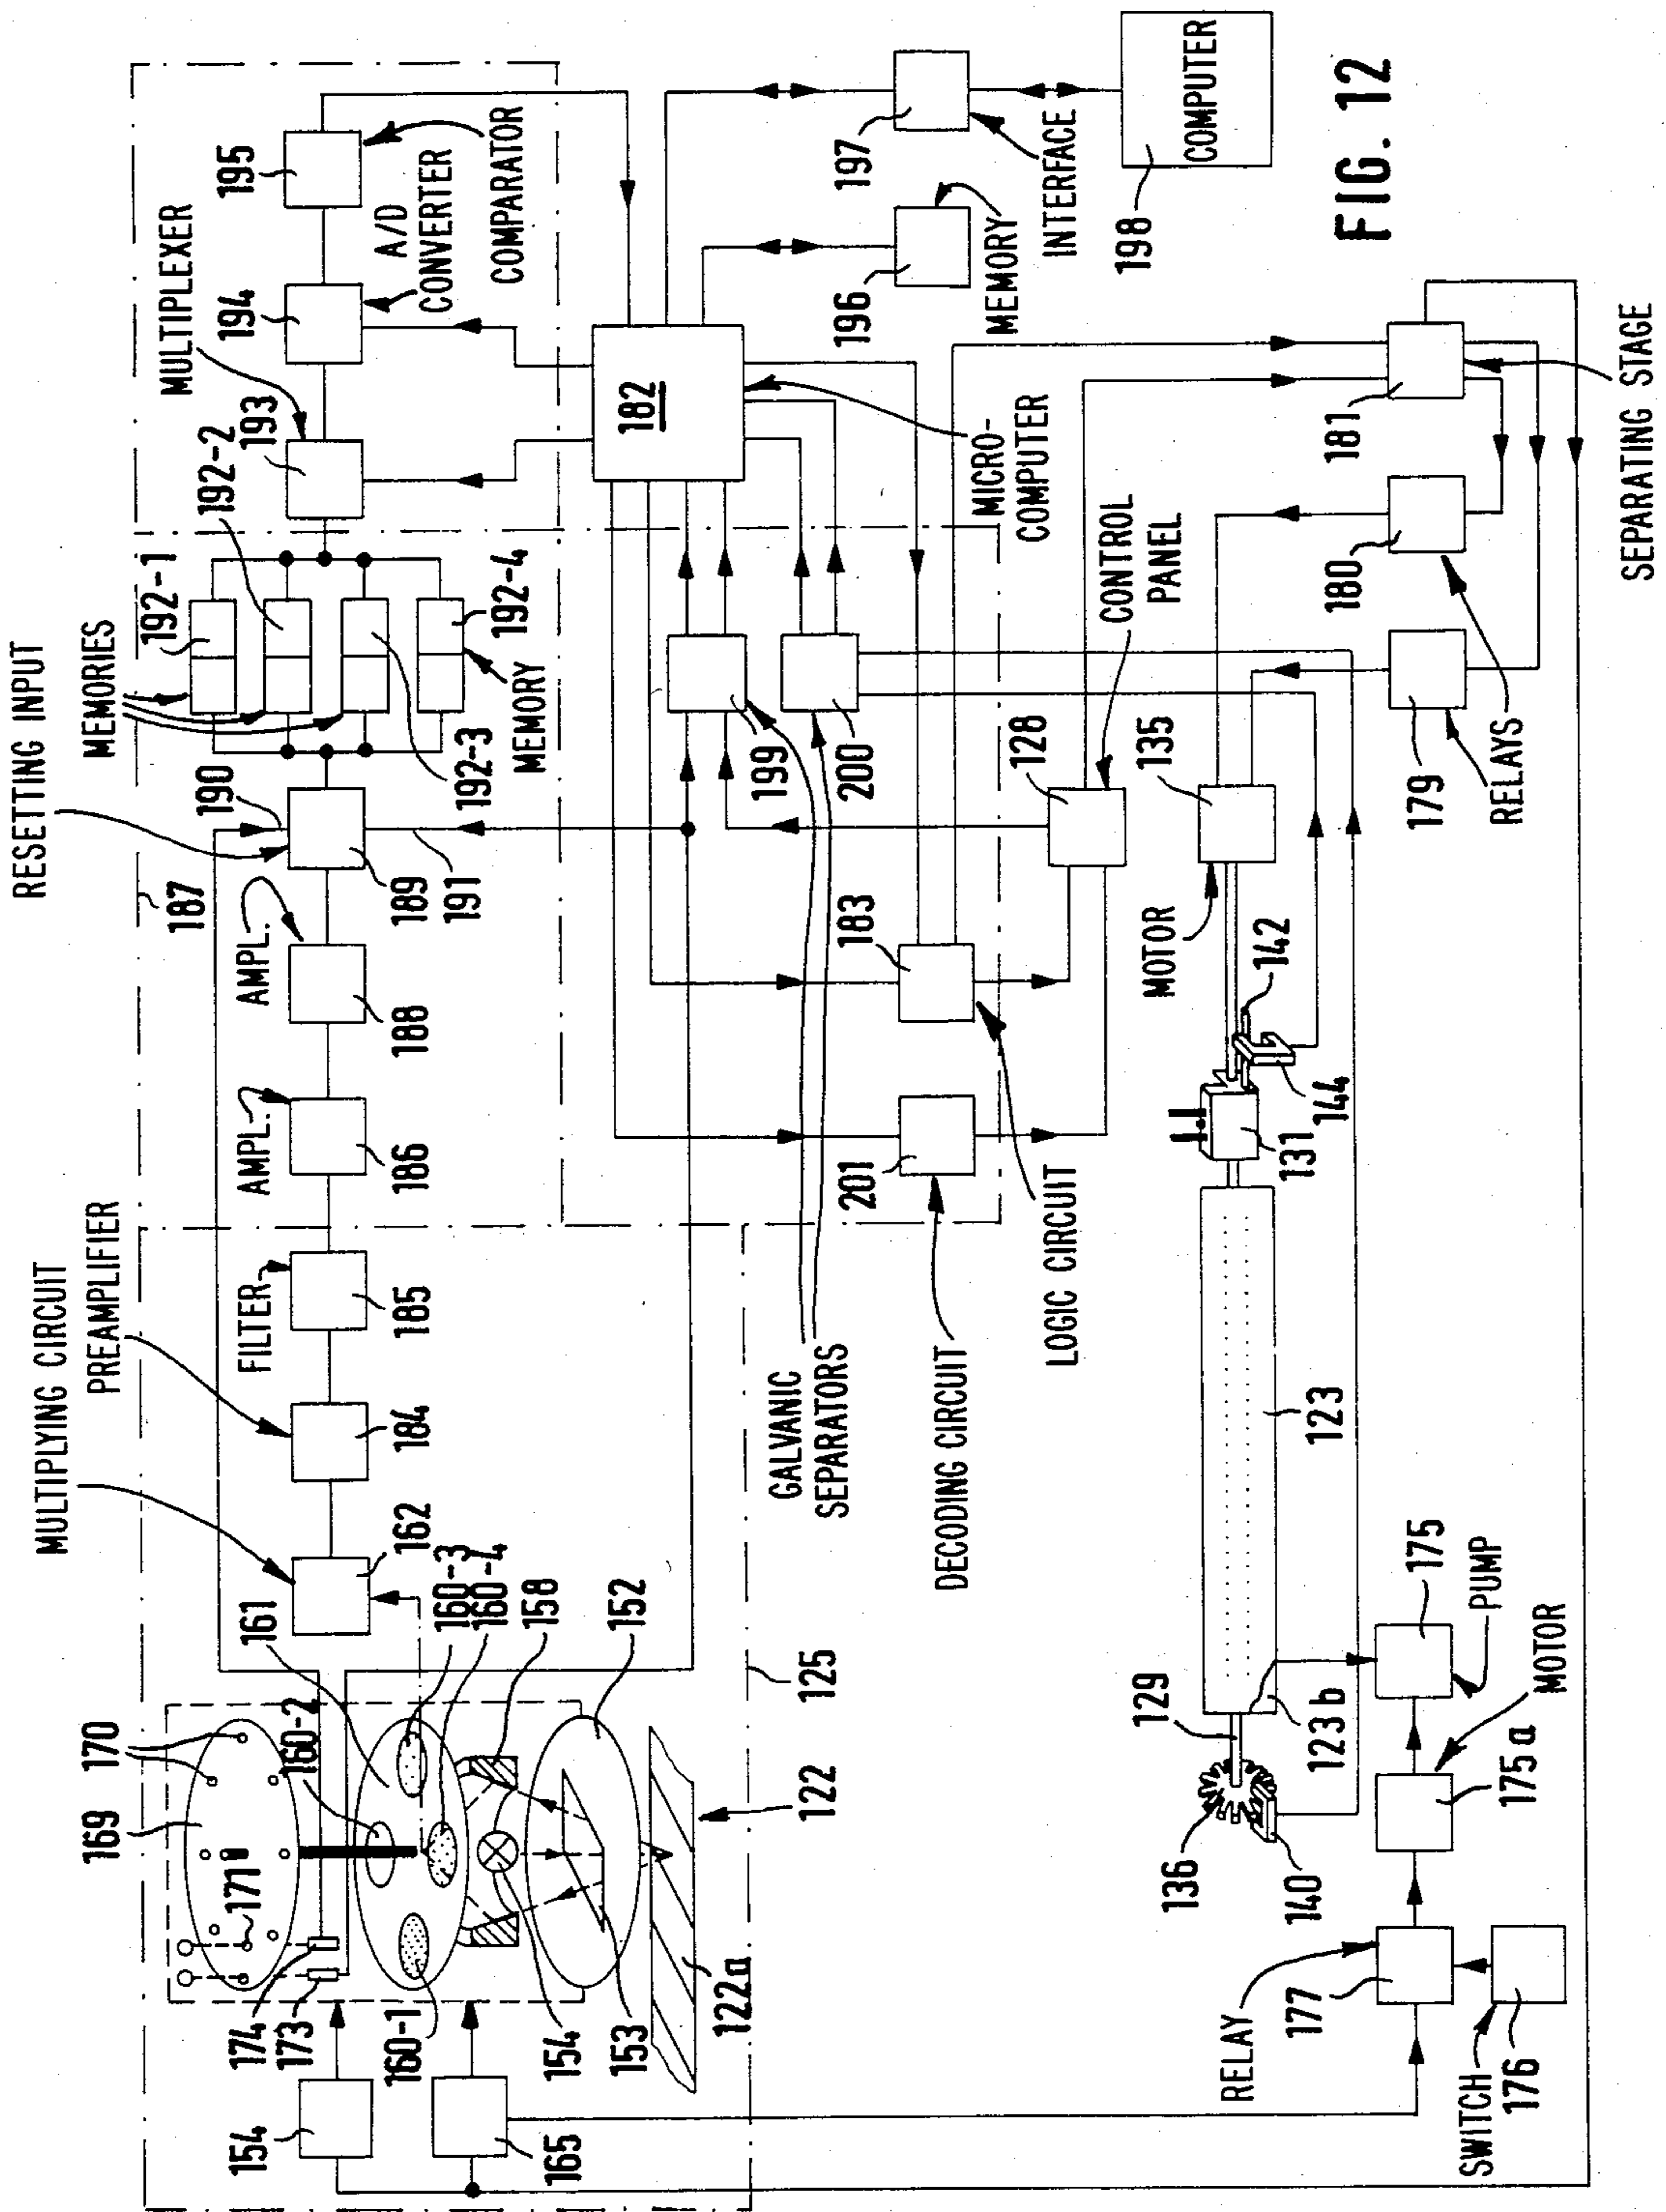 RESETTING INPUT
187
MEMORIES
190
192-1
MULTIPLEXER
192-2
193
194
A/D
CONVERTER
195
COMPARATOR
MULTIPLYING CIRCUIT
PREAMPLIFIER
162
184
FILTER
185
AMPL.
186
AMPL.
188
189
191
192-3
MEMORY
192-4
169
170
160-2
161
160-3
160-4
158
152
171
174
173
160-1
154
153
122a
122
125
154
165
182
MICRO-
COMPUTER
199
200
GALVANIC
SEPARATORS
183
201
DECODING CIRCUIT
LOGIC CIRCUIT
128
CONTROL
PANEL
196
MEMORY
197
INTERFACE
198
COMPUTER
136
140
129
123b
123
131
144
142
MOTOR
135
179
180
RELAYS
181
SEPARATING STAGE
RELAY
177
SWITCH
176
175a
MOTOR
175
PUMP
FIG. 12